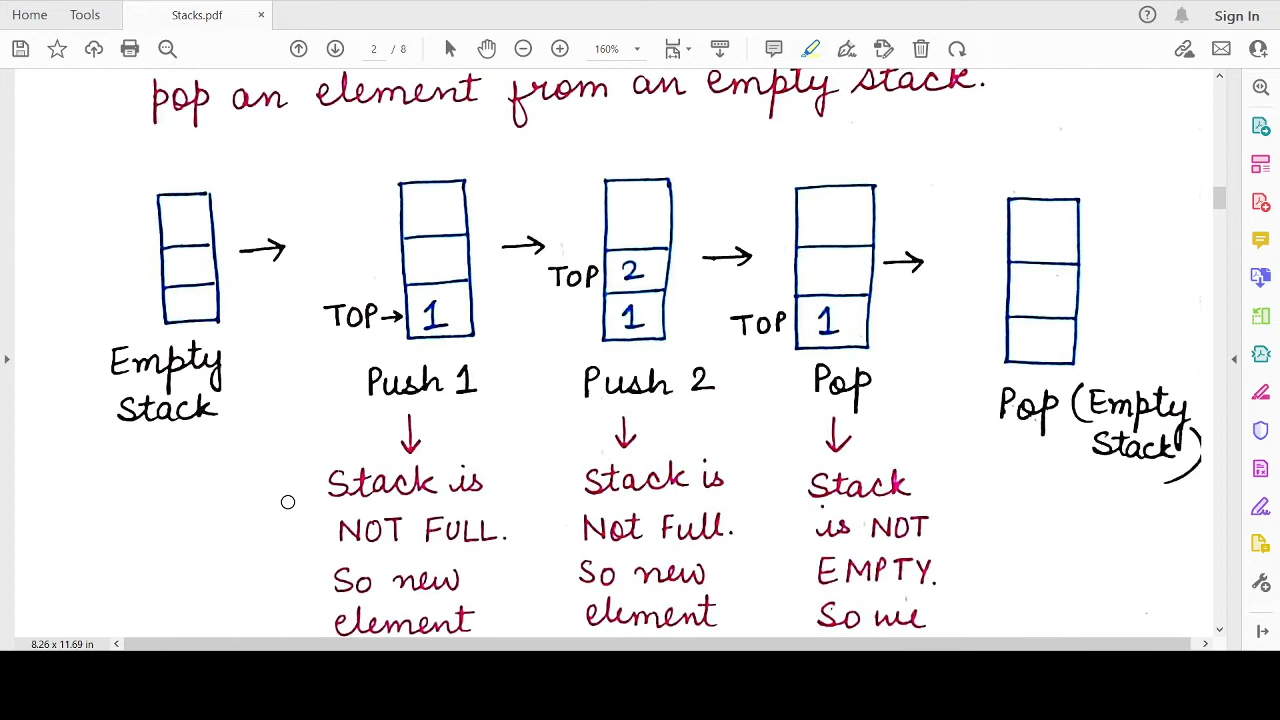 Home Tools Stacks.pdf × Sign In
2 / 8 160%
pop an element from an empty stack.
2
TOP
TOP→ 1 1 TOP 1
Empty Stack
Push 1
Push 2
Pop
Pop (Empty Stack)
Stack is
NOT FULL.
So new
element
Stack is
Not Full.
So new
element
Stack
is NOT
EMPTY.
So we
8.26 x 11.69 in